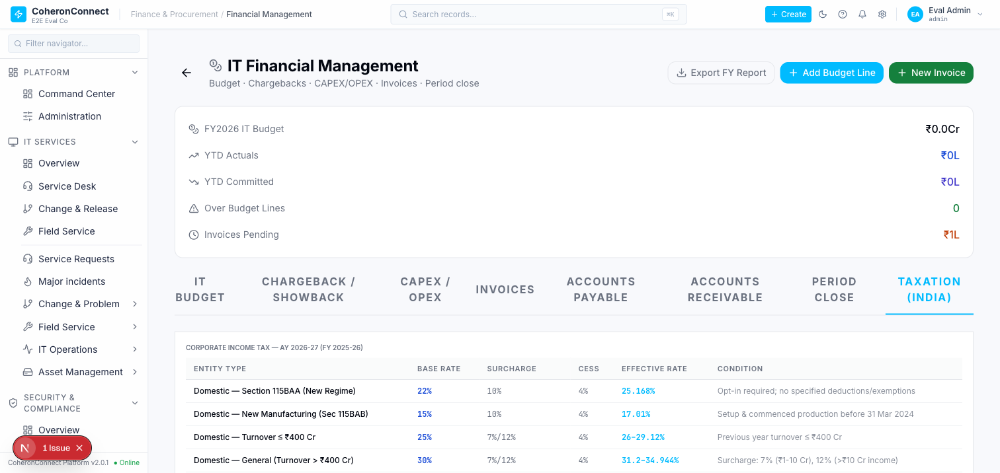 CoheronConnect
E2E Eval Co
Finance & Procurement / Financial Management
Search records...
⌘K
+ Create
EA
Eval Admin
admin
Filter navigator...
PLATFORM
Command Center
Administration
IT SERVICES
Overview
Service Desk
Change & Release
Field Service
Service Requests
Major incidents
Change & Problem
Field Service
IT Operations
Asset Management
SECURITY &
COMPLIANCE
Overview
N 1 Issue
CoheronConnect Platform v2.0.1 ● Online
IT Financial Management
Budget · Chargebacks · CAPEX/OPEX · Invoices · Period close
Export FY Report
+ Add Budget Line
+ New Invoice
FY2026 IT Budget ₹0.0Cr
YTD Actuals ₹0L
YTD Committed ₹0L
Over Budget Lines 0
Invoices Pending ₹1L
IT
BUDGET
CHARGEBACK /
SHOWBACK
CAPEX /
OPEX
INVOICES
ACCOUNTS
PAYABLE
ACCOUNTS
RECEIVABLE
PERIOD
CLOSE
TAXATION
(INDIA)
CORPORATE INCOME TAX — AY 2026-27 (FY 2025-26)
ENTITY TYPE BASE RATE SURCHARGE CESS EFFECTIVE RATE CONDITION
Domestic — Section 115BAA (New Regime) 22% 10% 4% 25.168% Opt-in required; no specified deductions/exemptions
Domestic — New Manufacturing (Sec 115BAB) 15% 10% 4% 17.01% Setup & commenced production before 31 Mar 2024
Domestic — Turnover ≤ ₹400 Cr 25% 7%/12% 4% 26–29.12% Previous year turnover ≤ ₹400 Cr
Domestic — General (Turnover > ₹400 Cr) 30% 7%/12% 4% 31.2–34.944% Surcharge: 7% (₹1-10 Cr), 12% (>₹10 Cr income)